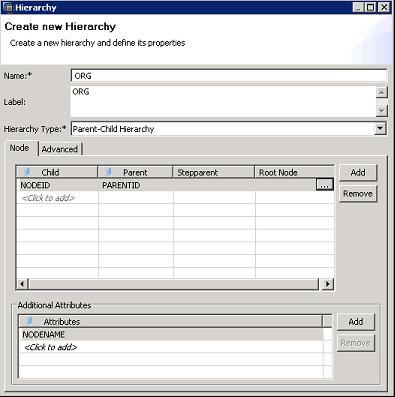 Hierarchy
Create new Hierarchy
Create a new hierarchy and define its properties
Name:* ORG
Label: ORG
Hierarchy Type:* Parent-Child Hierarchy
Node Advanced
Child Parent Stepparent Root Node Add
NODEID PARENTID ... Remove
<Click to add>
Additional Attributes
Attributes Add
NODENAME Remove
<Click to add>